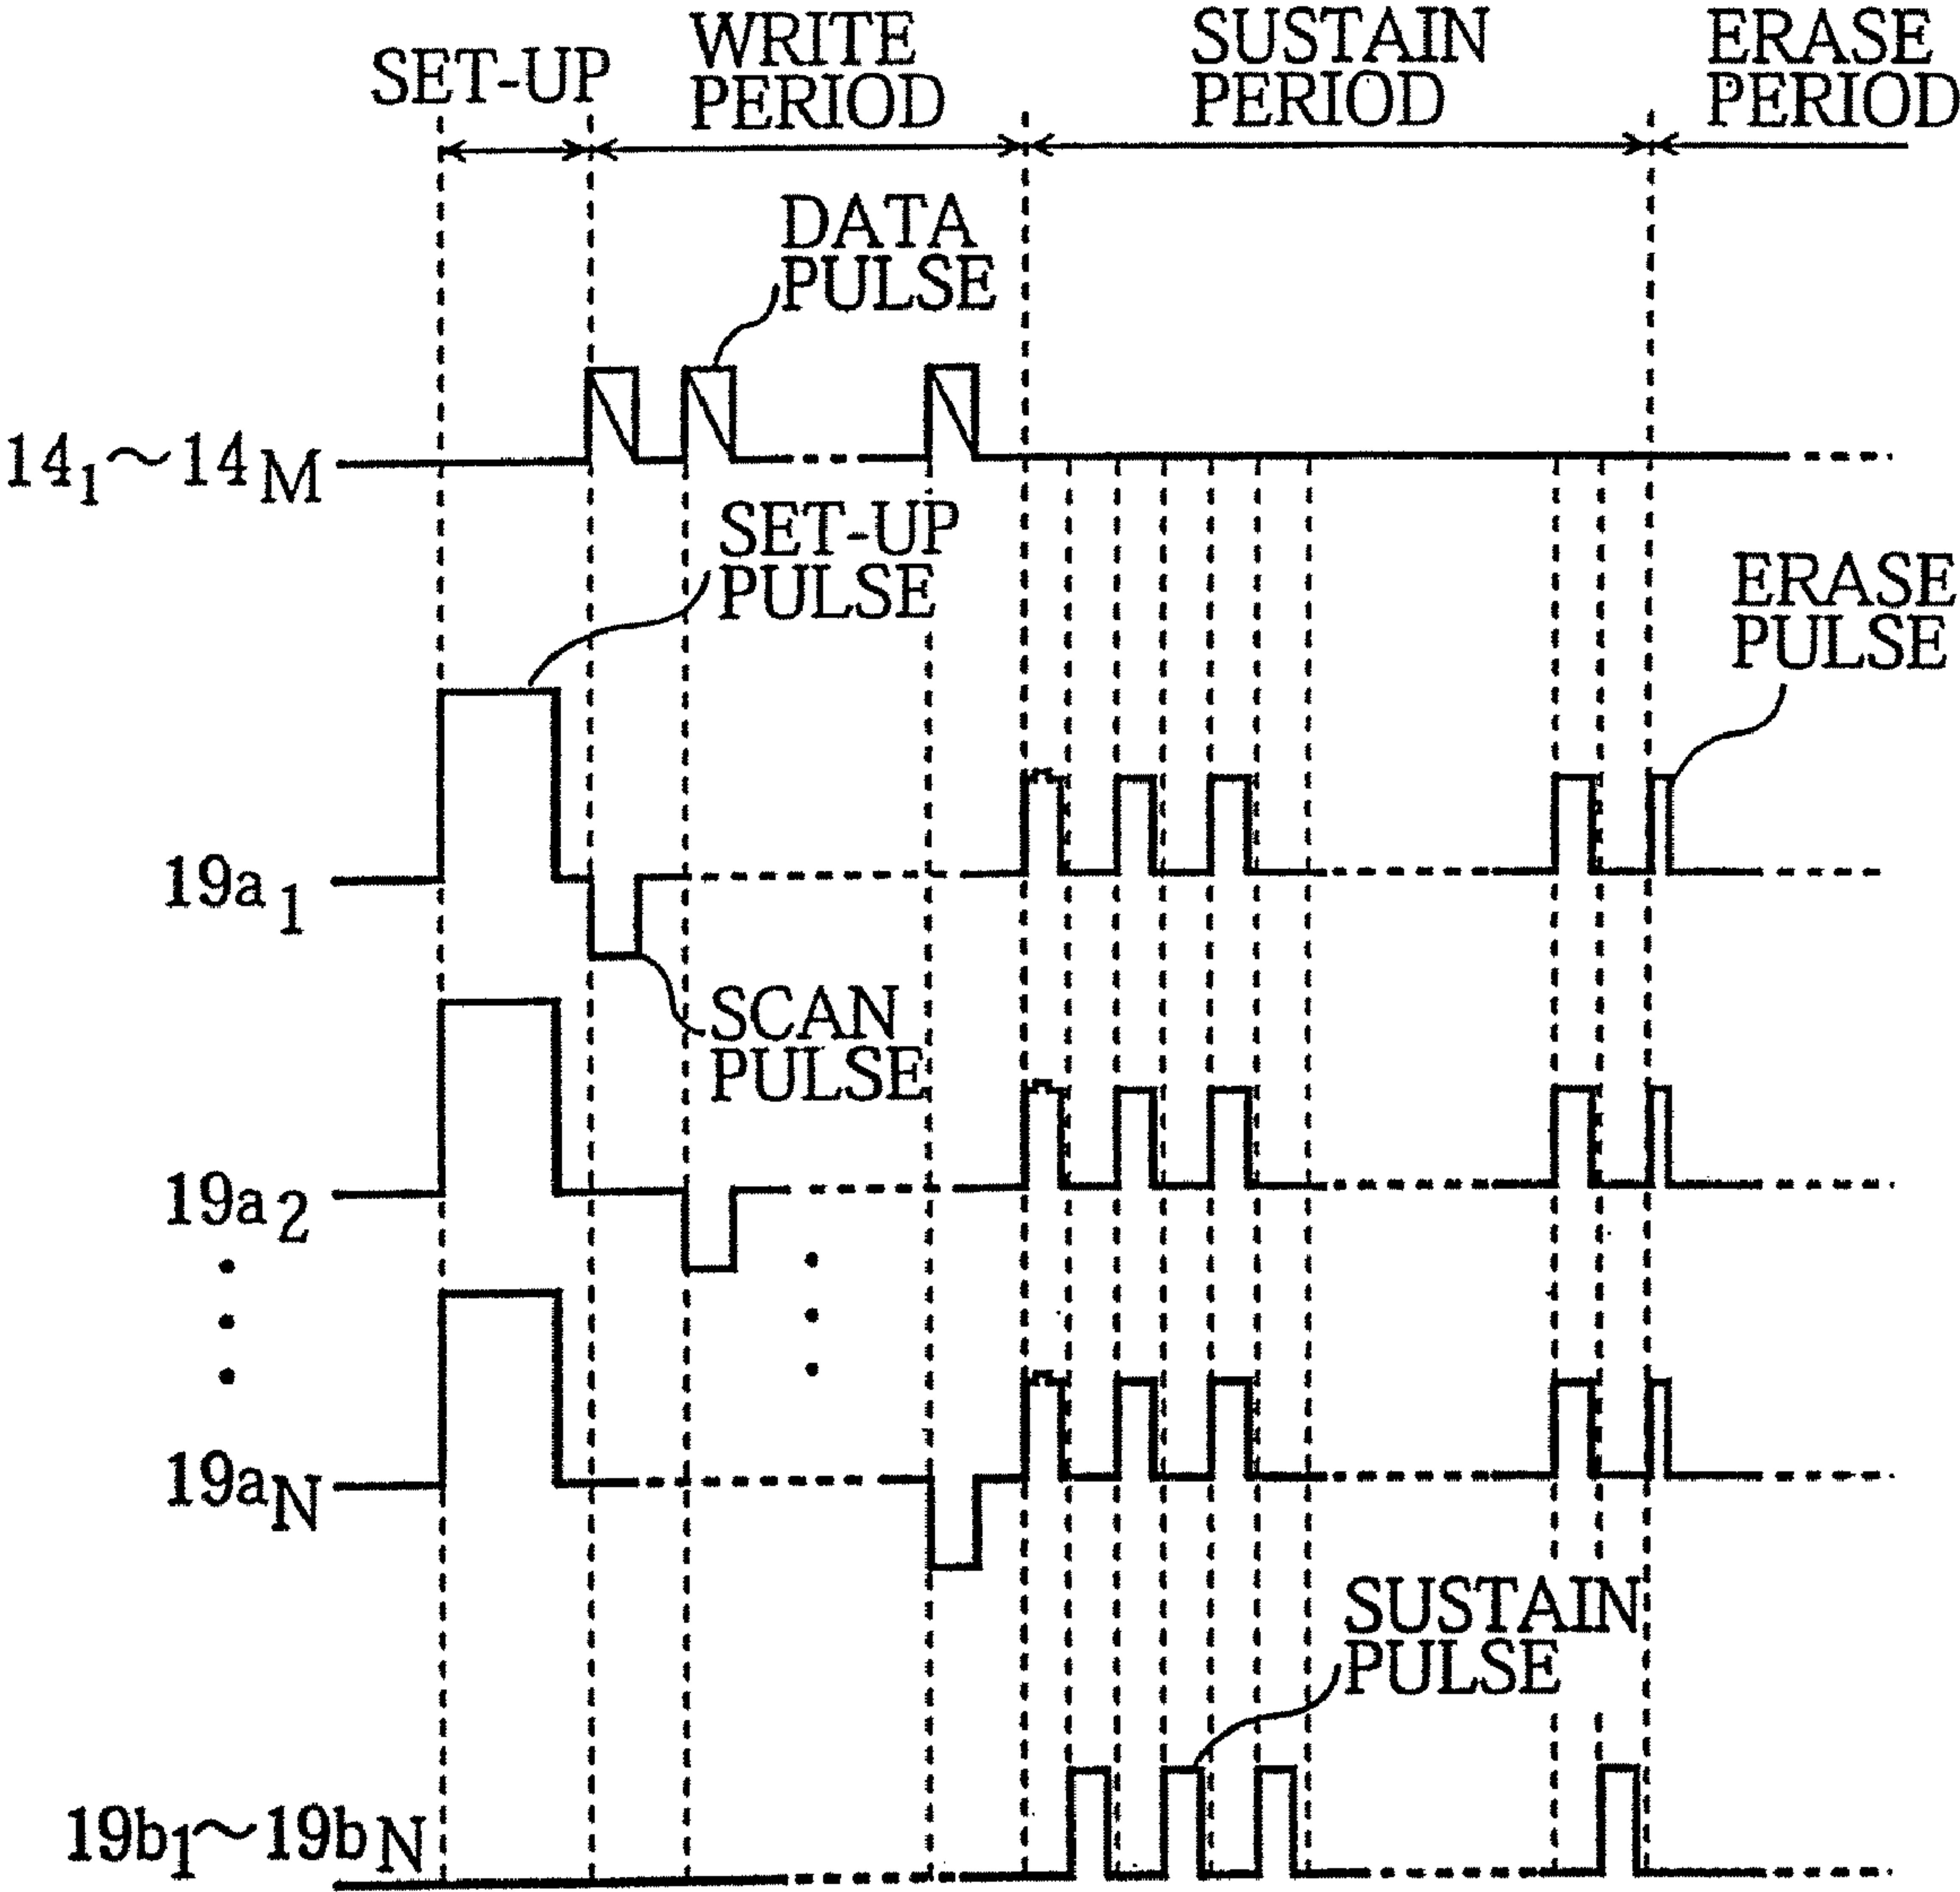 SET-UP
WRITE
PERIOD
SUSTAIN
PERIOD
ERASE
PERIOD
DATA
PULSE
14₁~14M
SET-UP
PULSE
ERASE
PULSE
19a₁
SCAN
PULSE
19a₂
19aN
SUSTAIN
PULSE
19b₁~19bN